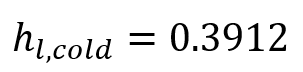 h_{l,cold} = 0.3912